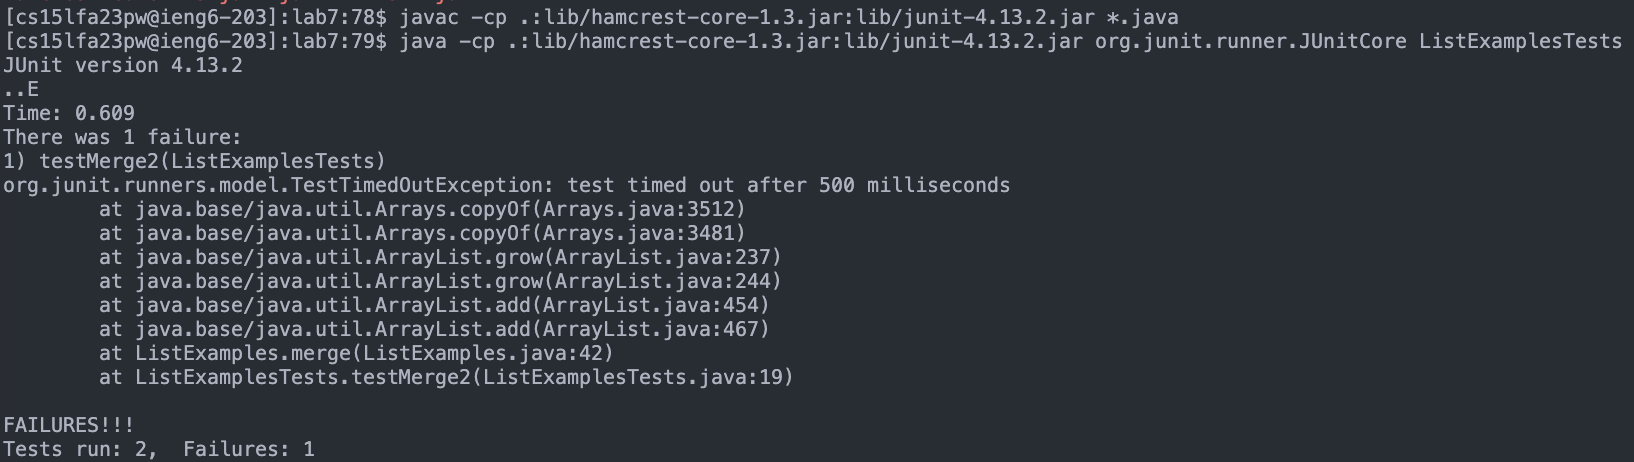 [cs15lfa23pw@ieng6-203]:lab7:78$ javac -cp .:lib/hamcrest-core-1.3.jar:lib/junit-4.13.2.jar *.java
[cs15lfa23pw@ieng6-203]:lab7:79$ java -cp .:lib/hamcrest-core-1.3.jar:lib/junit-4.13.2.jar org.junit.runner.JUnitCore ListExamplesTests
JUnit version 4.13.2
..E
Time: 0.609
There was 1 failure:
1) testMerge2(ListExamplesTests)
org.junit.runners.model.TestTimedOutException: test timed out after 500 milliseconds
        at java.base/java.util.Arrays.copyOf(Arrays.java:3512)
        at java.base/java.util.Arrays.copyOf(Arrays.java:3481)
        at java.base/java.util.ArrayList.grow(ArrayList.java:237)
        at java.base/java.util.ArrayList.grow(ArrayList.java:244)
        at java.base/java.util.ArrayList.add(ArrayList.java:454)
        at java.base/java.util.ArrayList.add(ArrayList.java:467)
        at ListExamples.merge(ListExamples.java:42)
        at ListExamplesTests.testMerge2(ListExamplesTests.java:19)

FAILURES!!!
Tests run: 2,  Failures: 1